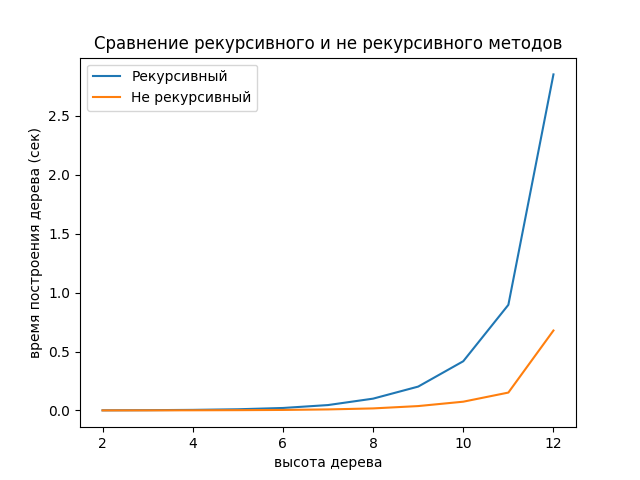 Сравнение рекурсивного и не рекурсивного методов
Рекурсивный
Не рекурсивный
время построения дерева (сек)
2.5
2.0
1.5
1.0
0.5
0.0
2 4 6 8 10 12
высота дерева